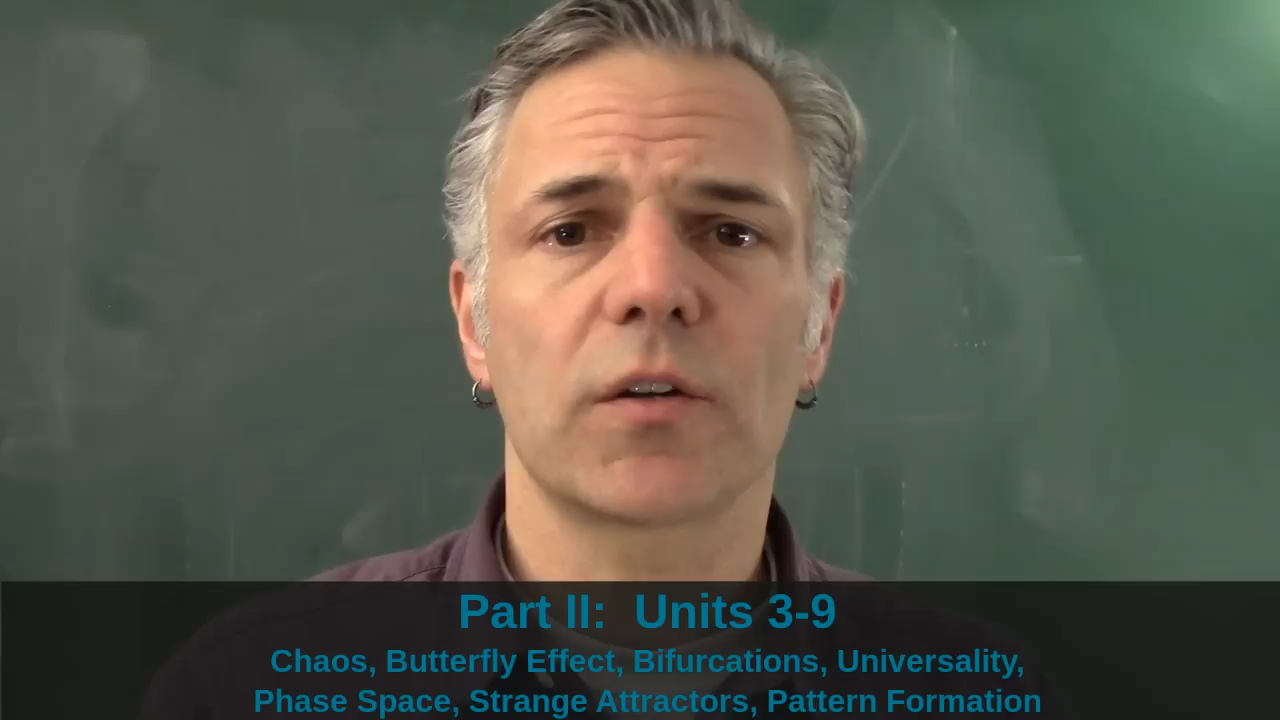 Part II:  Units 3-9
Chaos, Butterfly Effect, Bifurcations, Universality,
Phase Space, Strange Attractors, Pattern Formation